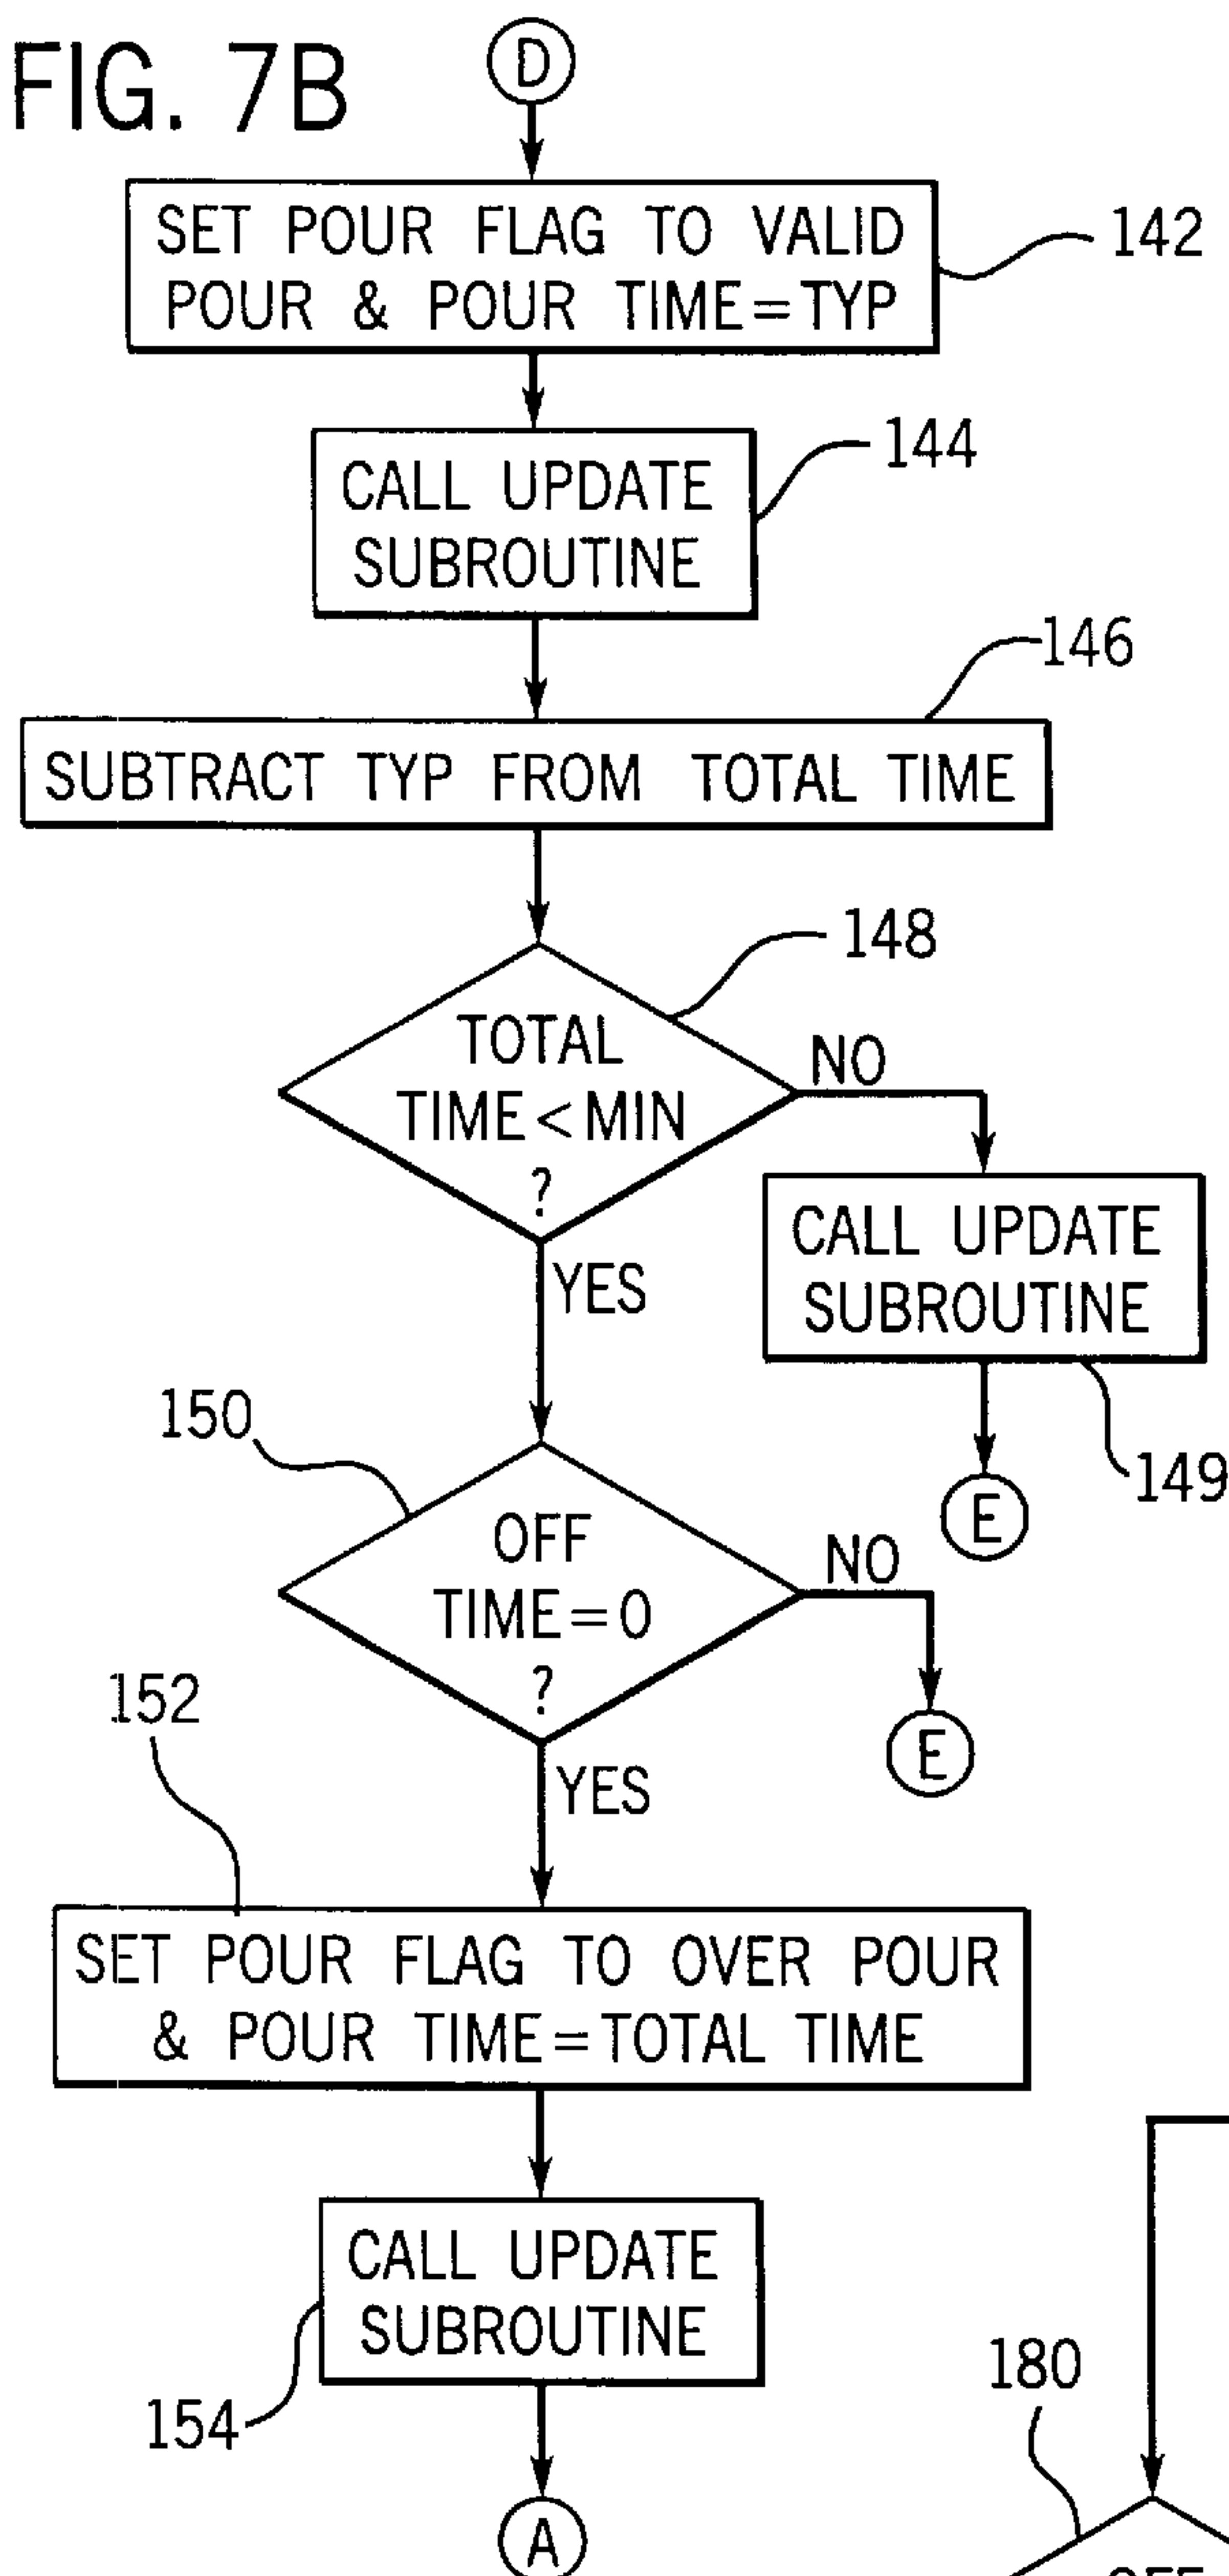 FIG. 7B
D
SET POUR FLAG TO VALID
POUR & POUR TIME=TYP
142
CALL UPDATE
SUBROUTINE
144
146
SUBTRACT TYP FROM TOTAL TIME
148
TOTAL
TIME<MIN
?
NO
YES
CALL UPDATE
SUBROUTINE
149
E
150
OFF
TIME=0
?
NO
E
YES
152
SET POUR FLAG TO OVER POUR
& POUR TIME=TOTAL TIME
CALL UPDATE
SUBROUTINE
154
A
180